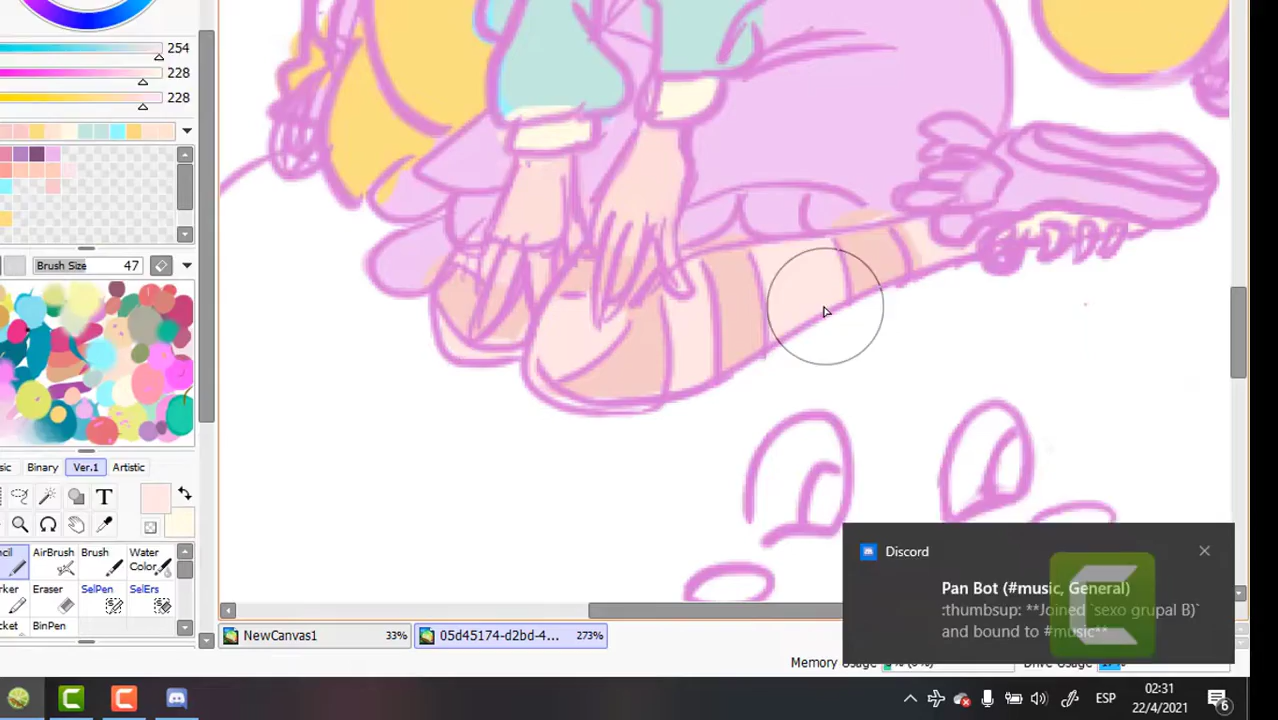 254
228
228
Brush Size 47
Binary Ver.1 Artistic
T
AirBrush Brush Water
Color
Eraser SelPen SelErs
BinPen
NewCanvas1 33% 05d45174-d2bd-4... 273%
Discord
Pan Bot (#music, General)
:thumbsup: **Joined `sexo grupal B)`
and bound to #music**
ESP
02:31
22/4/2021
6